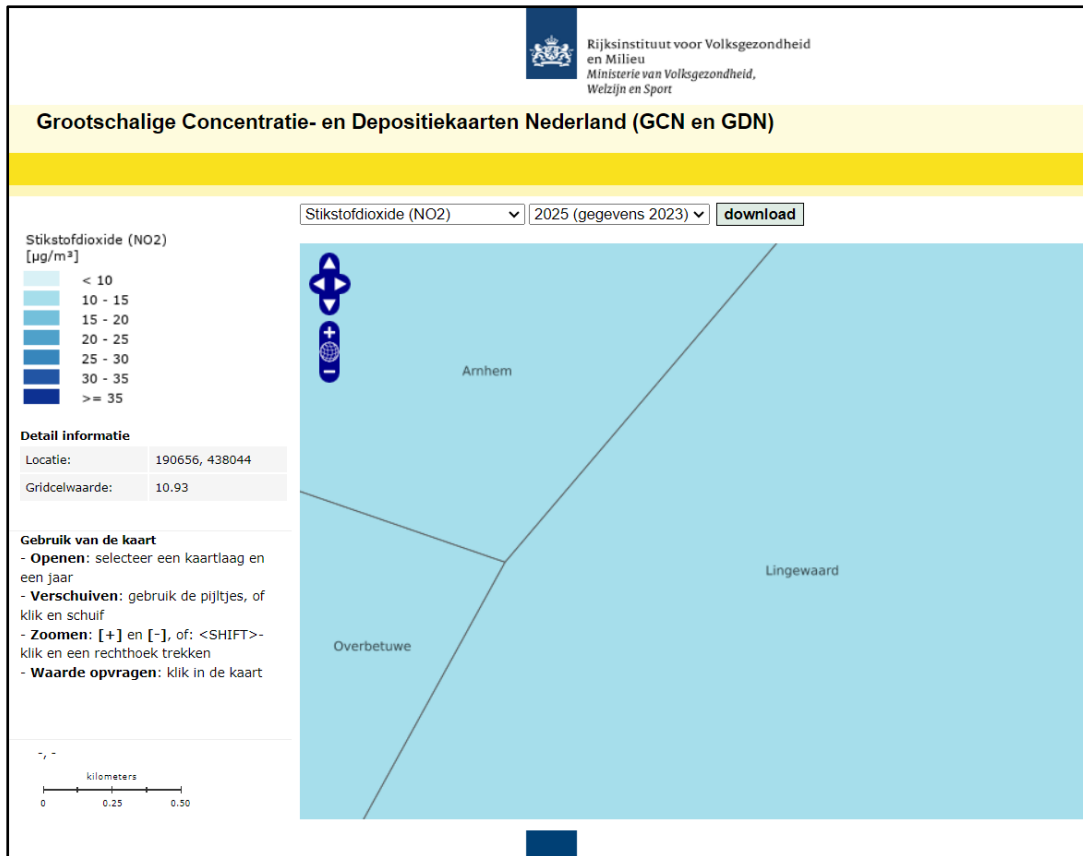 Rijksinstituut voor Volksgezondheid
en Milieu
Ministerie van Volksgezondheid,
Welzijn en Sport
Grootschalige Concentratie- en Depositiekaarten Nederland (GCN en GDN)
Stikstofdioxide (NO2) 2025 (gegevens 2023) download
Stikstofdioxide (NO2)
[µg/m³]
< 10
10 - 15
15 - 20
20 - 25
25 - 30
30 - 35
>= 35
Detail informatie
Locatie: 190656, 438044
Gridcelwaarde: 10.93
Gebruik van de kaart
- Openen: selecteer een kaartlaag en
een jaar
- Verschuiven: gebruik de pijltjes, of
klik en schuif
- Zoomen: [+] en [-], of: <SHIFT>-
klik en een rechthoek trekken
- Waarde opvragen: klik in de kaart
-, -
kilometers
0 0.25 0.50
Arnhem
Lingewaard
Overbetuwe